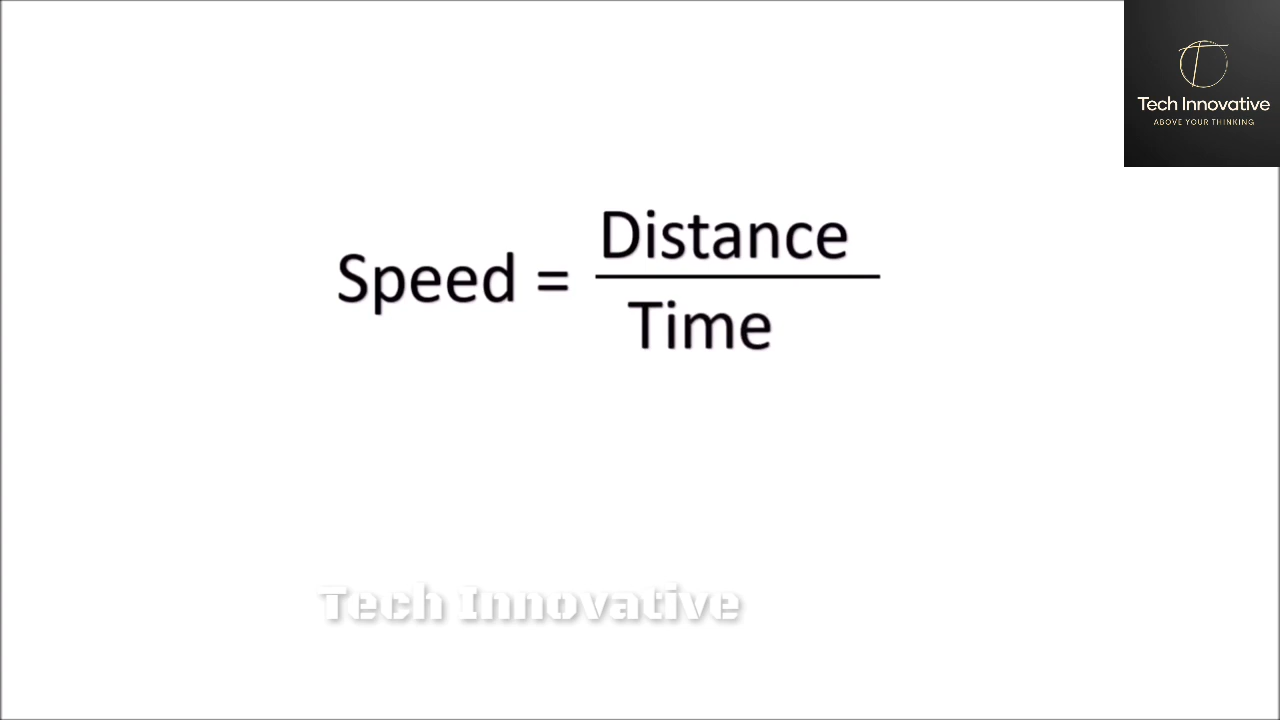 Tech Innovative
ABOVE YOUR THINKING
Speed = Distance
Time
Tech Innovative